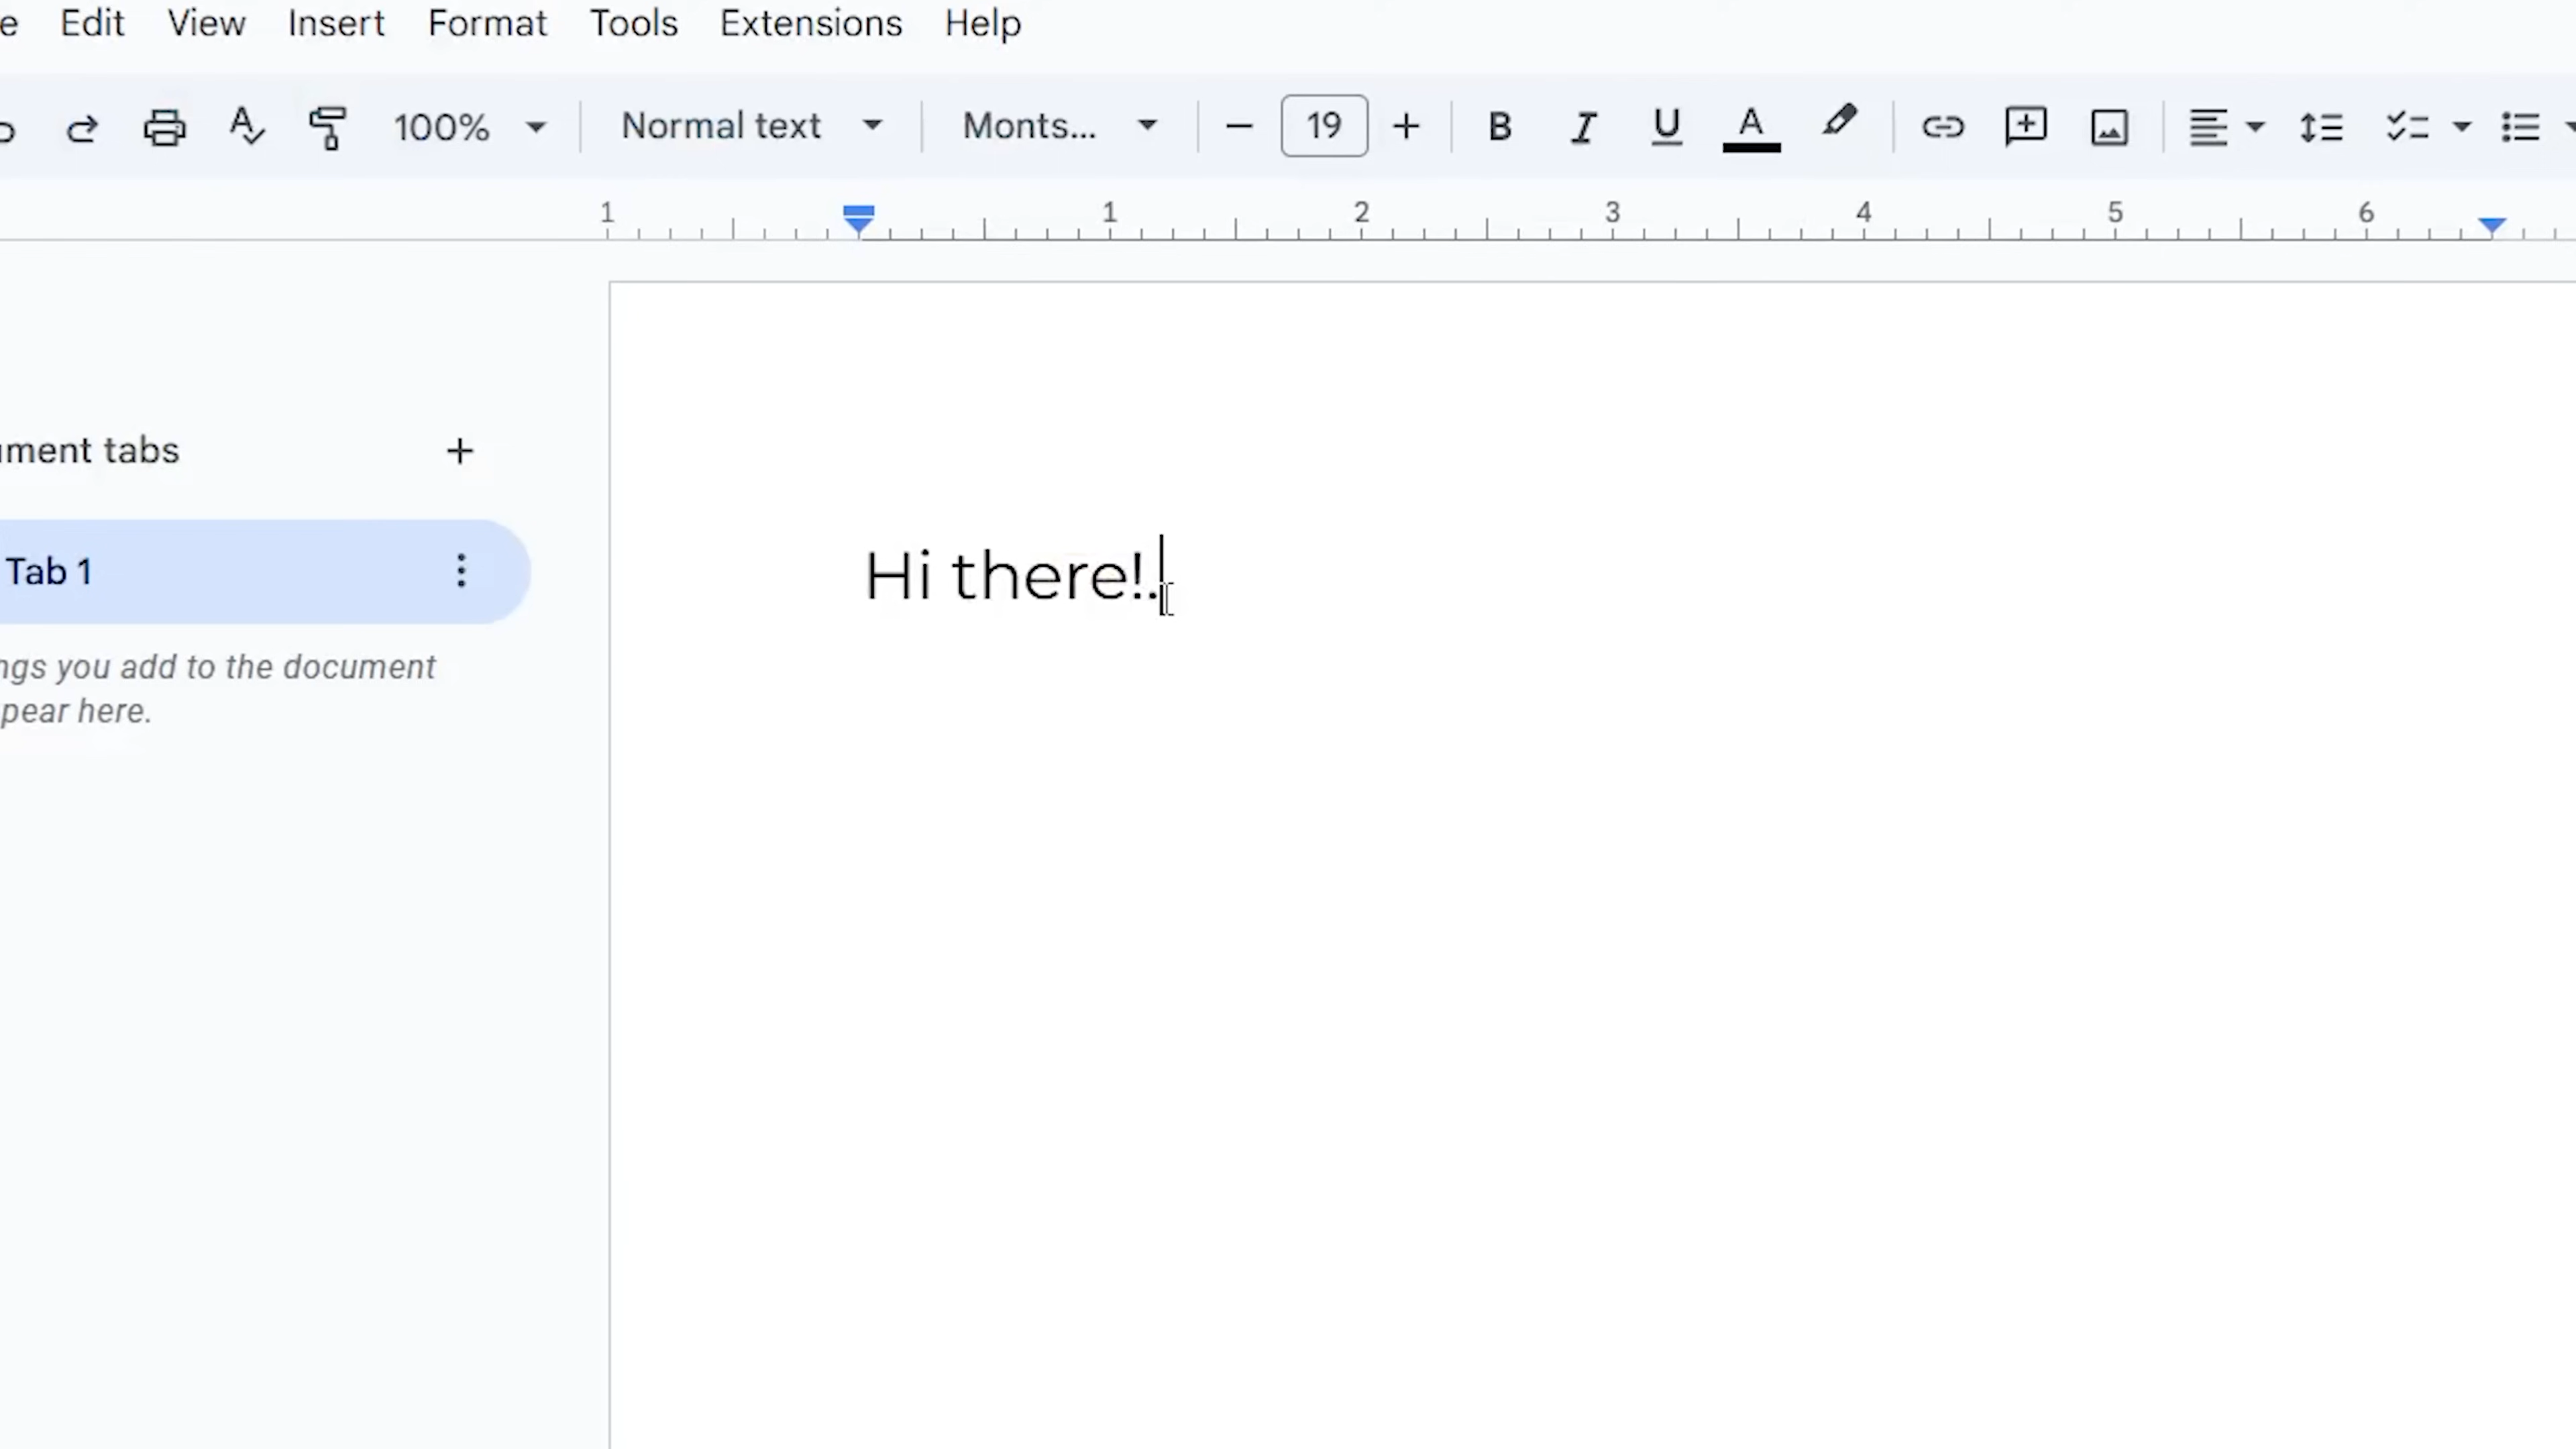 e Edit View Insert Format Tools Extensions Help
100% Normal text Monts... 19 B I U A
1 1 2 3 4 5 6
ument tabs
Tab 1
ngs you add to the document
pear here.
Hi there!.